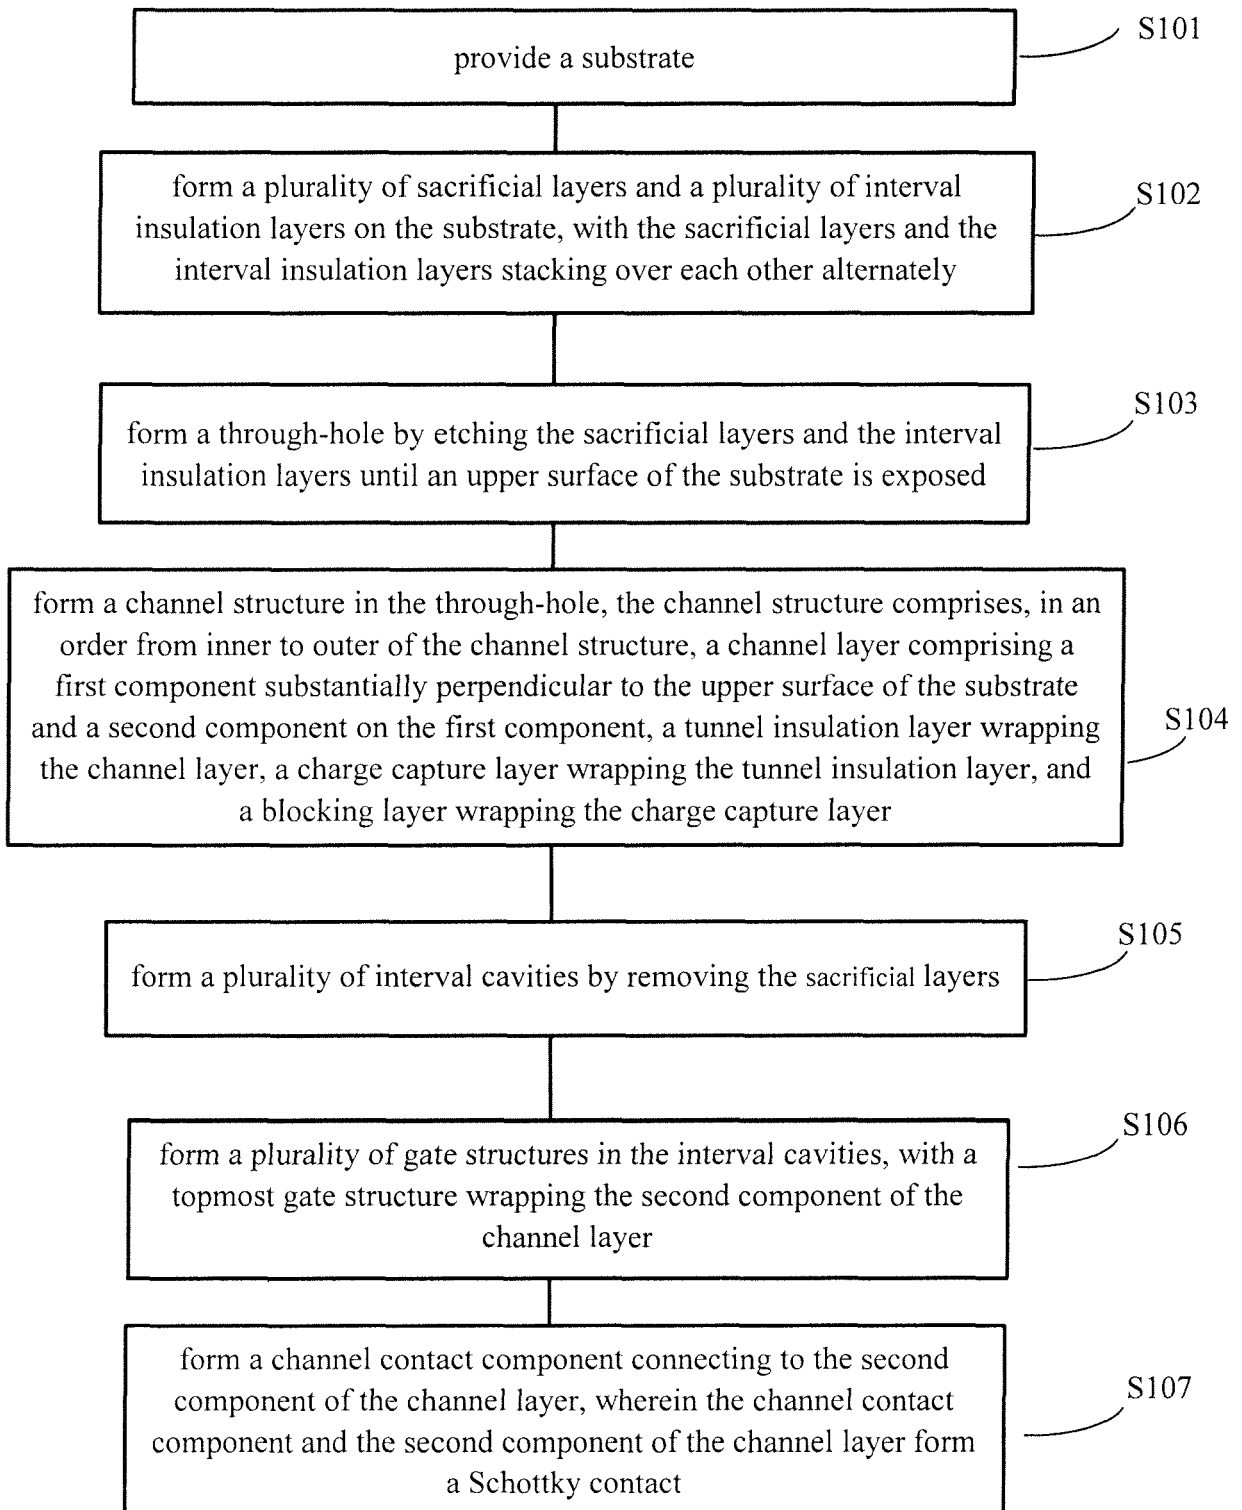 S101
provide a substrate
S102
form a plurality of sacrificial layers and a plurality of interval
insulation layers on the substrate, with the sacrificial layers and the
interval insulation layers stacking over each other alternately
S103
form a through-hole by etching the sacrificial layers and the interval
insulation layers until an upper surface of the substrate is exposed
form a channel structure in the through-hole, the channel structure comprises, in an
order from inner to outer of the channel structure, a channel layer comprising a
first component substantially perpendicular to the upper surface of the substrate
and a second component on the first component, a tunnel insulation layer wrapping
the channel layer, a charge capture layer wrapping the tunnel insulation layer, and
a blocking layer wrapping the charge capture layer
S104
S105
form a plurality of interval cavities by removing the sacrificial layers
S106
form a plurality of gate structures in the interval cavities, with a
topmost gate structure wrapping the second component of the
channel layer
form a channel contact component connecting to the second
component of the channel layer, wherein the channel contact
component and the second component of the channel layer form
a Schottky contact
S107